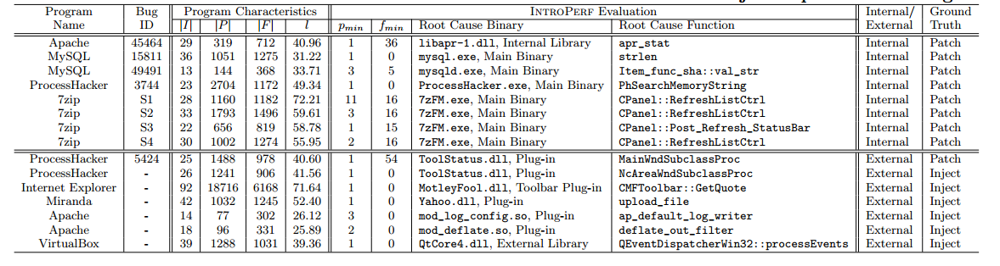 Program Bug Program Characteristics INTROPERF Evaluation Internal/ Ground
Name ID |I| |P| |F| l pmin fmin Root Cause Binary Root Cause Function External Truth
Apache 45464 29 319 712 40.96 1 36 libapr-1.dll, Internal Library apr_stat Internal Patch
MySQL 15811 36 1051 1275 31.22 1 0 mysql.exe, Main Binary strlen Internal Patch
MySQL 49491 13 144 368 33.71 3 5 mysqld.exe, Main Binary Item_func_sha::val_str Internal Patch
ProcessHacker 3744 23 2704 1172 49.34 1 0 ProcessHacker.exe, Main Binary PhSearchMemoryString Internal Patch
7zip S1 28 1160 1182 72.21 11 16 7zFM.exe, Main Binary CPanel::RefreshListCtrl Internal Patch
7zip S2 33 1793 1496 59.61 3 16 7zFM.exe, Main Binary CPanel::RefreshListCtrl Internal Patch
7zip S3 22 656 819 58.78 1 15 7zFM.exe, Main Binary CPanel::Post_Refresh_StatusBar Internal Patch
7zip S4 30 1002 1274 55.95 2 16 7zFM.exe, Main Binary CPanel::RefreshListCtrl Internal Patch
ProcessHacker 5424 25 1488 978 40.60 1 54 ToolStatus.dll, Plug-in MainWndSubclassProc External Patch
ProcessHacker - 26 1241 906 41.56 1 0 ToolStatus.dll, Plug-in NcAreaWndSubclassProc External Inject
Internet Explorer - 92 18716 6168 71.64 1 0 MotleyFool.dll, Toolbar Plug-in CMFToolbar::GetQuote External Inject
Miranda - 42 1032 1245 52.40 1 0 Yahoo.dll, Plug-in upload_file External Inject
Apache - 14 77 302 26.12 3 0 mod_log_config.so, Plug-in ap_default_log_writer External Inject
Apache - 18 96 331 25.89 2 0 mod_deflate.so, Plug-in deflate_out_filter External Inject
VirtualBox - 39 1288 1031 39.36 1 0 QtCore4.dll, External Library QEventDispatcherWin32::processEvents External Inject